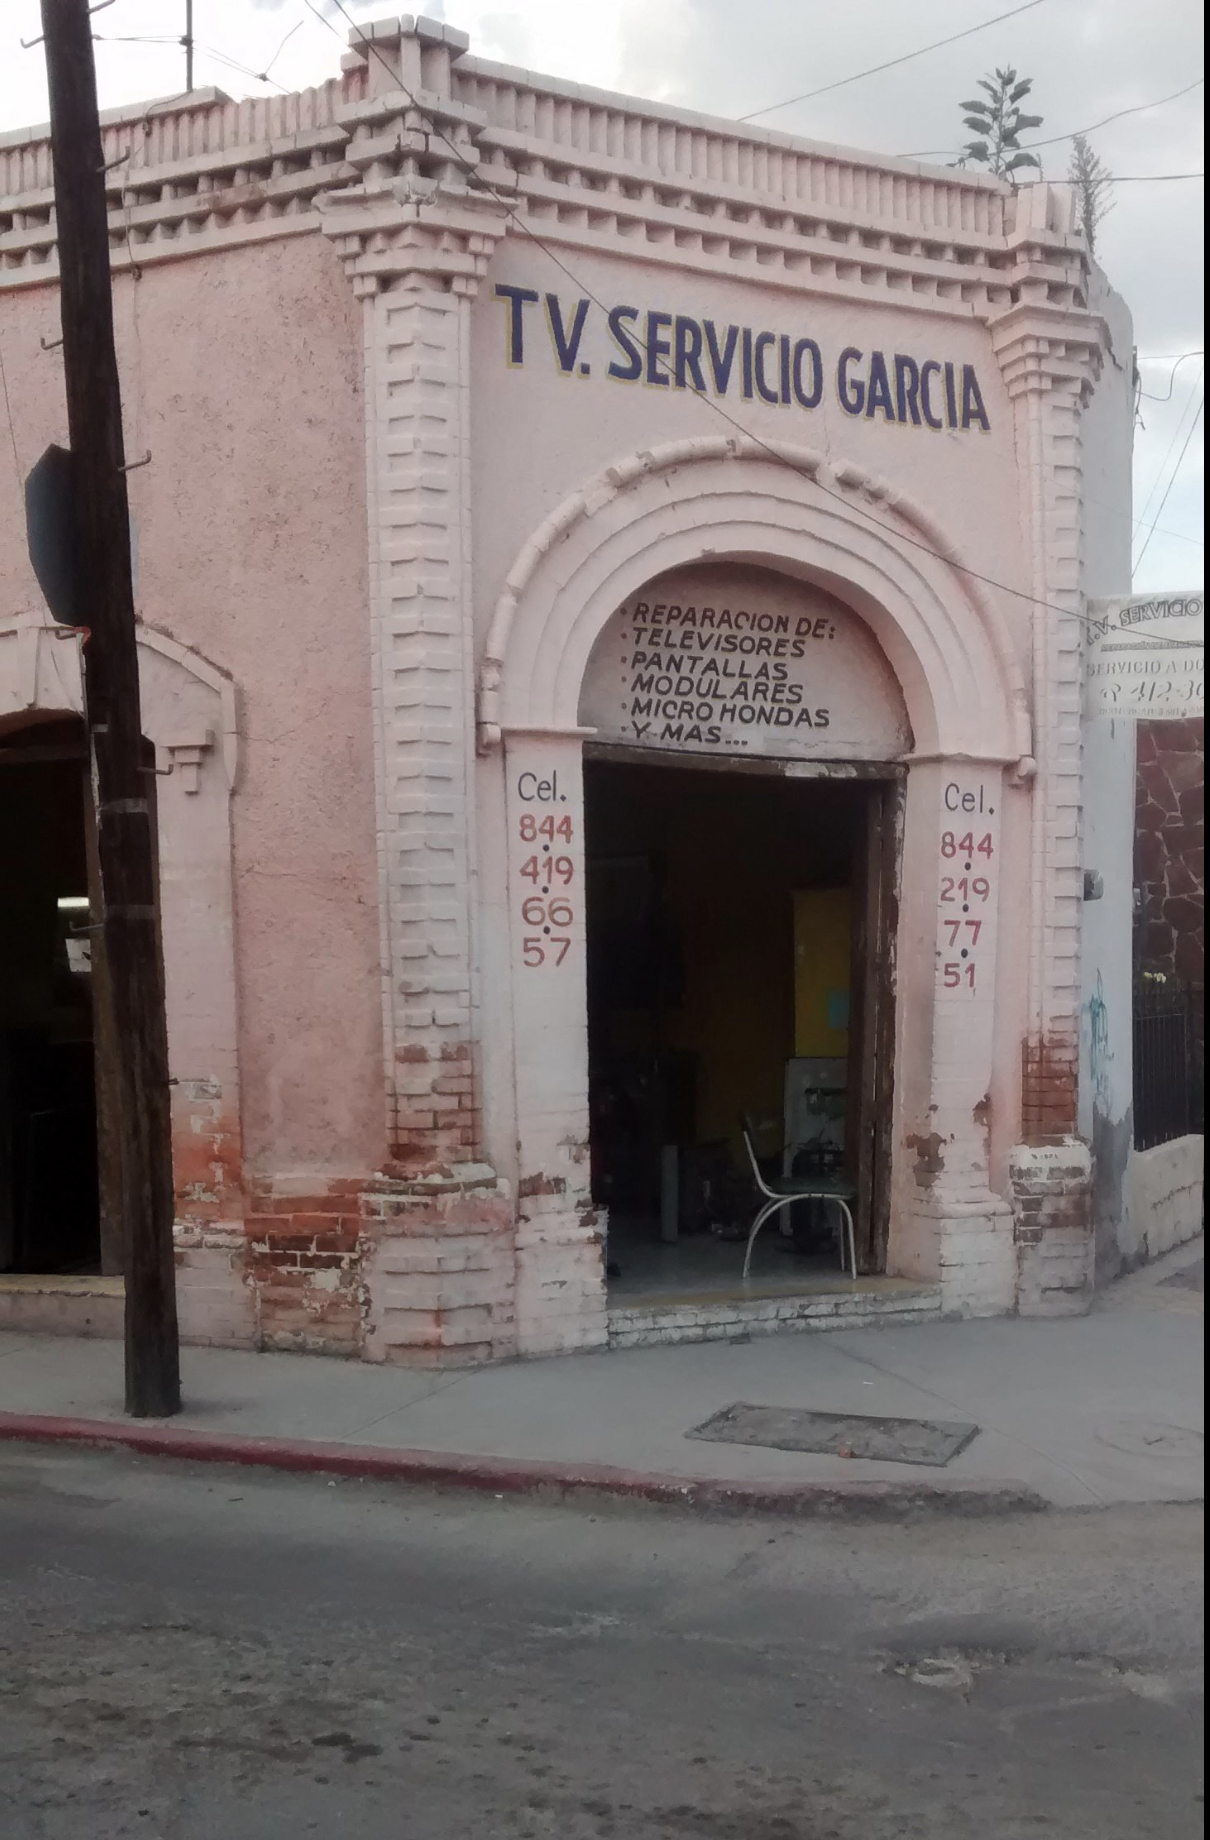 TV. SERVICIO GARCIA
• REPARACION DE:
• TELEVISORES
• PANTALLAS
• MODULARES
• MICRO HONDAS
• Y MAS...
Cel.
844
419
66
57
Cel.
844
219
77
51
T.V. SERVICIO
SERVICIO A DO